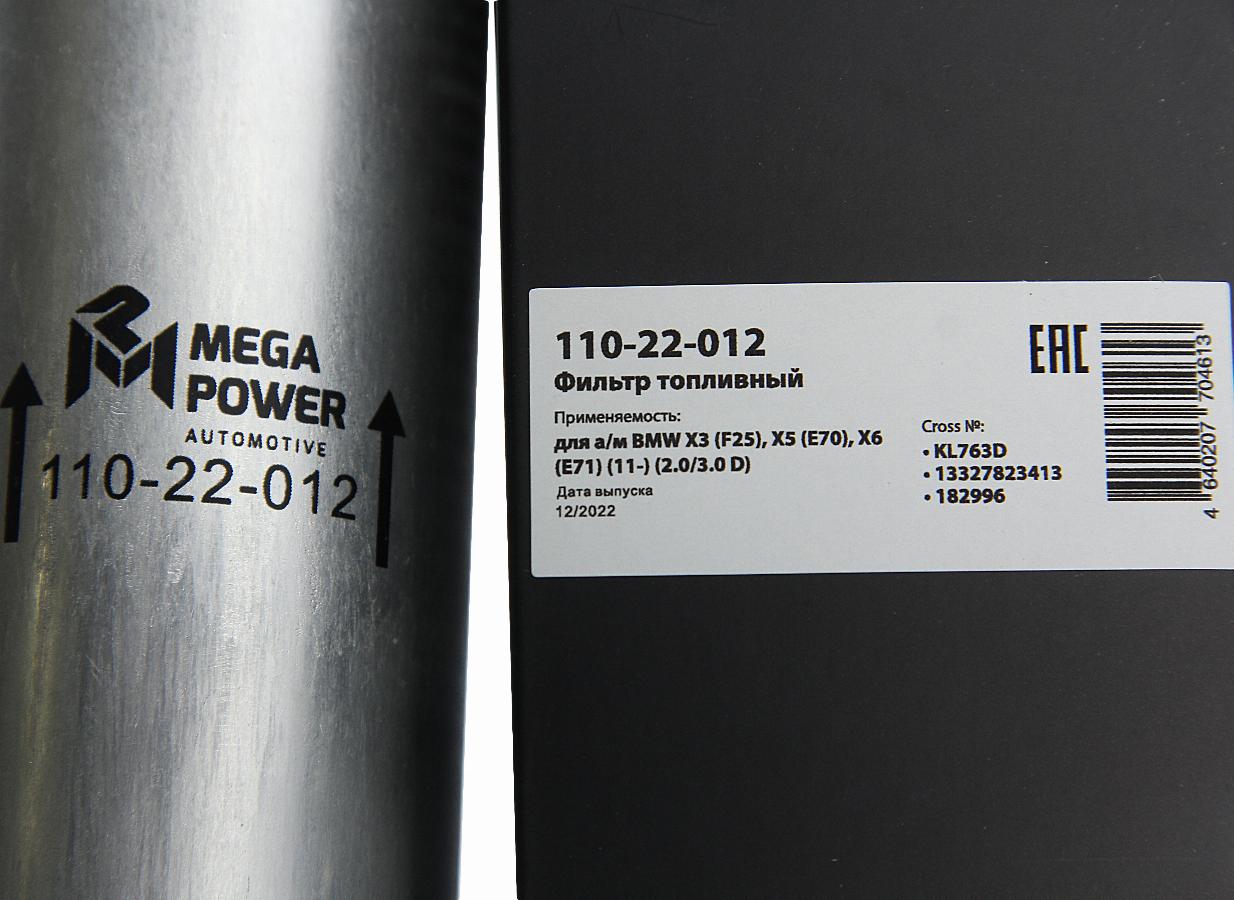 MEGA
POWER
AUTOMOTIVE
110-22-012
110-22-012
Фильтр топливный
Применяемость:
для а/м BMW X3 (F25), X5 (E70), X6
(E71) (11-) (2.0/3.0 D)
Дата выпуска
12/2022
Cross №:
• KL763D
• 13327823413
• 182996
EAC
4 640207 704613